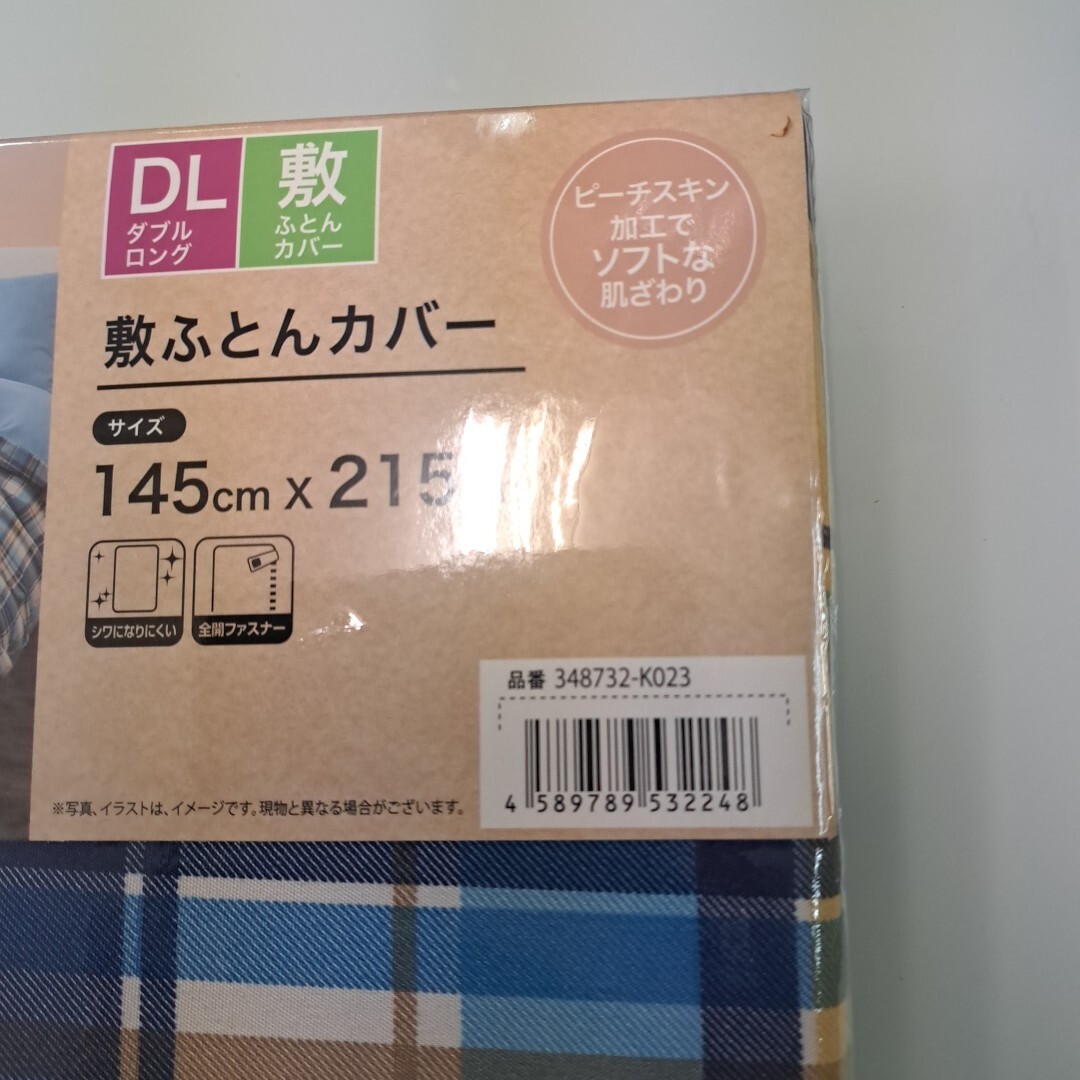 DL
ダブル
ロング
敷
ふとん
カバー
ピーチスキン
加工で
ソフトな
肌ざわり
敷ふとんカバー
サイズ
145cm x 215
シワになりにくい
全開ファスナー
品番 348732-K023
4 589789 532248
※写真、イラストは、イメージです。現物と異なる場合がございます。